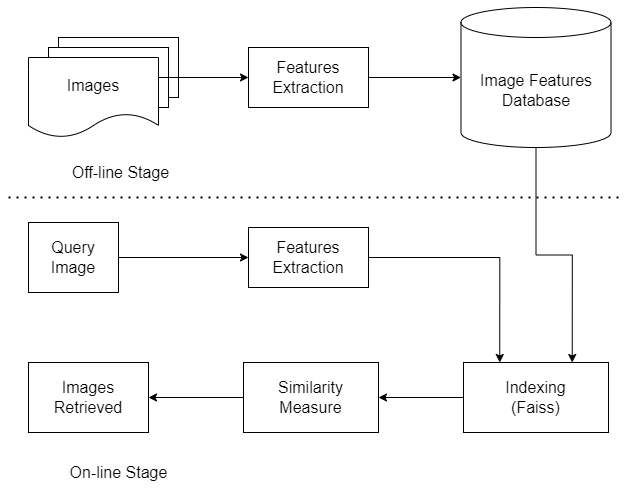 Images
Features
Extraction
Image Features
Database
Off-line Stage
Query
Image
Features
Extraction
Images
Retrieved
Similarity
Measure
Indexing
(Faiss)
On-line Stage